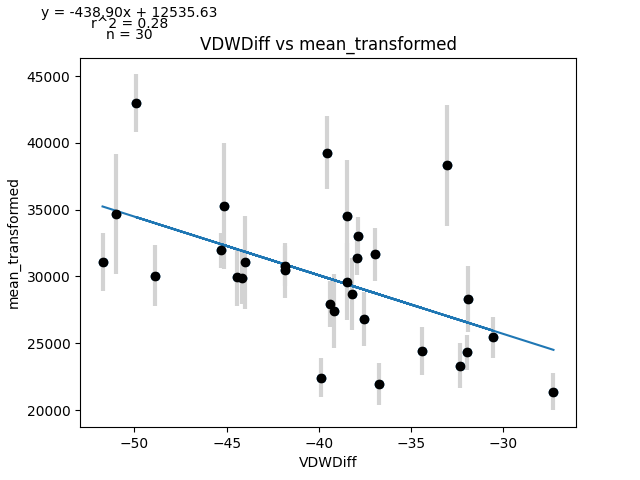 y = -438.90x + 12535.63
r^2 = 0.28
n = 30
VDWDiff vs mean_transformed
45000
40000
35000
30000
25000
20000
mean_transformed
−50
−45
−40
−35
−30
VDWDiff